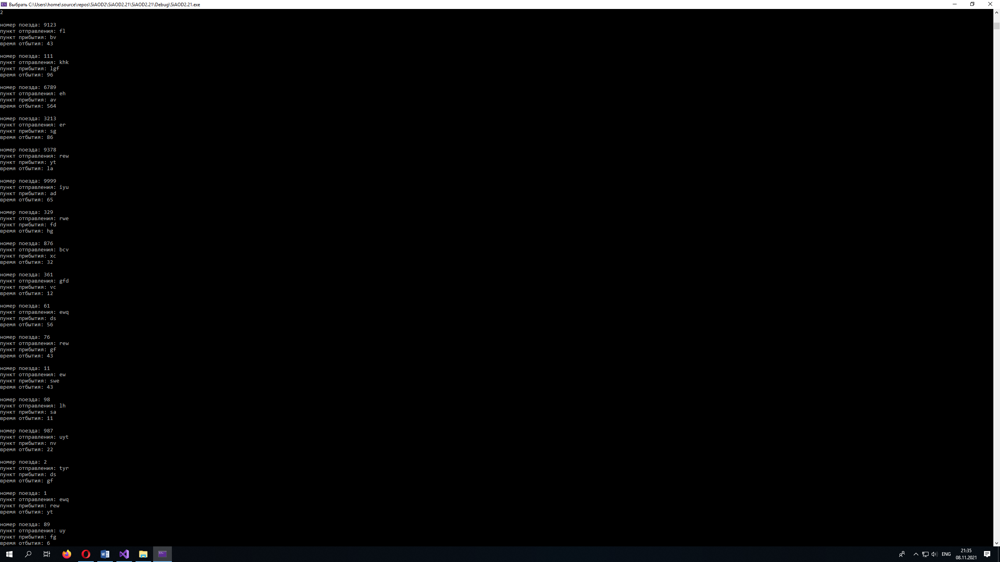 Выбрать C:\Users\home\source\repos\SiAOD2\SiAOD2.21\SiAOD2.21\Debug\SiAOD2.21.exe
2
номер поезда: 9123
пункт отправления: fl
пункт прибытия: bv
время отбытия: 43
номер поезда: 111
пункт отправления: khk
пункт прибытия: lgf
время отбытия: 96
номер поезда: 6789
пункт отправления: eh
пункт прибытия: av
время отбытия: 564
номер поезда: 3213
пункт отправления: er
пункт прибытия: sg
время отбытия: 86
номер поезда: 9378
пункт отправления: rew
пункт прибытия: yt
время отбытия: la
номер поезда: 9999
пункт отправления: iyu
пункт прибытия: ad
время отбытия: 65
номер поезда: 329
пункт отправления: rwe
пункт прибытия: fd
время отбытия: hg
номер поезда: 876
пункт отправления: bcv
пункт прибытия: xc
время отбытия: 32
номер поезда: 361
пункт отправления: gfd
пункт прибытия: vc
время отбытия: 12
номер поезда: 61
пункт отправления: ewq
пункт прибытия: ds
время отбытия: 56
номер поезда: 76
пункт отправления: rew
пункт прибытия: gf
время отбытия: 43
номер поезда: 11
пункт отправления: ew
пункт прибытия: swe
время отбытия: 43
номер поезда: 98
пункт отправления: lh
пункт прибытия: sa
время отбытия: 11
номер поезда: 987
пункт отправления: uyt
пункт прибытия: nv
время отбытия: 22
номер поезда: 2
пункт отправления: tyr
пункт прибытия: ds
время отбытия: gf
номер поезда: 1
пункт отправления: ewq
пункт прибытия: rew
время отбытия: yt
номер поезда: 89
пункт отправления: uy
пункт прибытия: fg
время отбытия: 6
ENG
21:35
08.11.2021